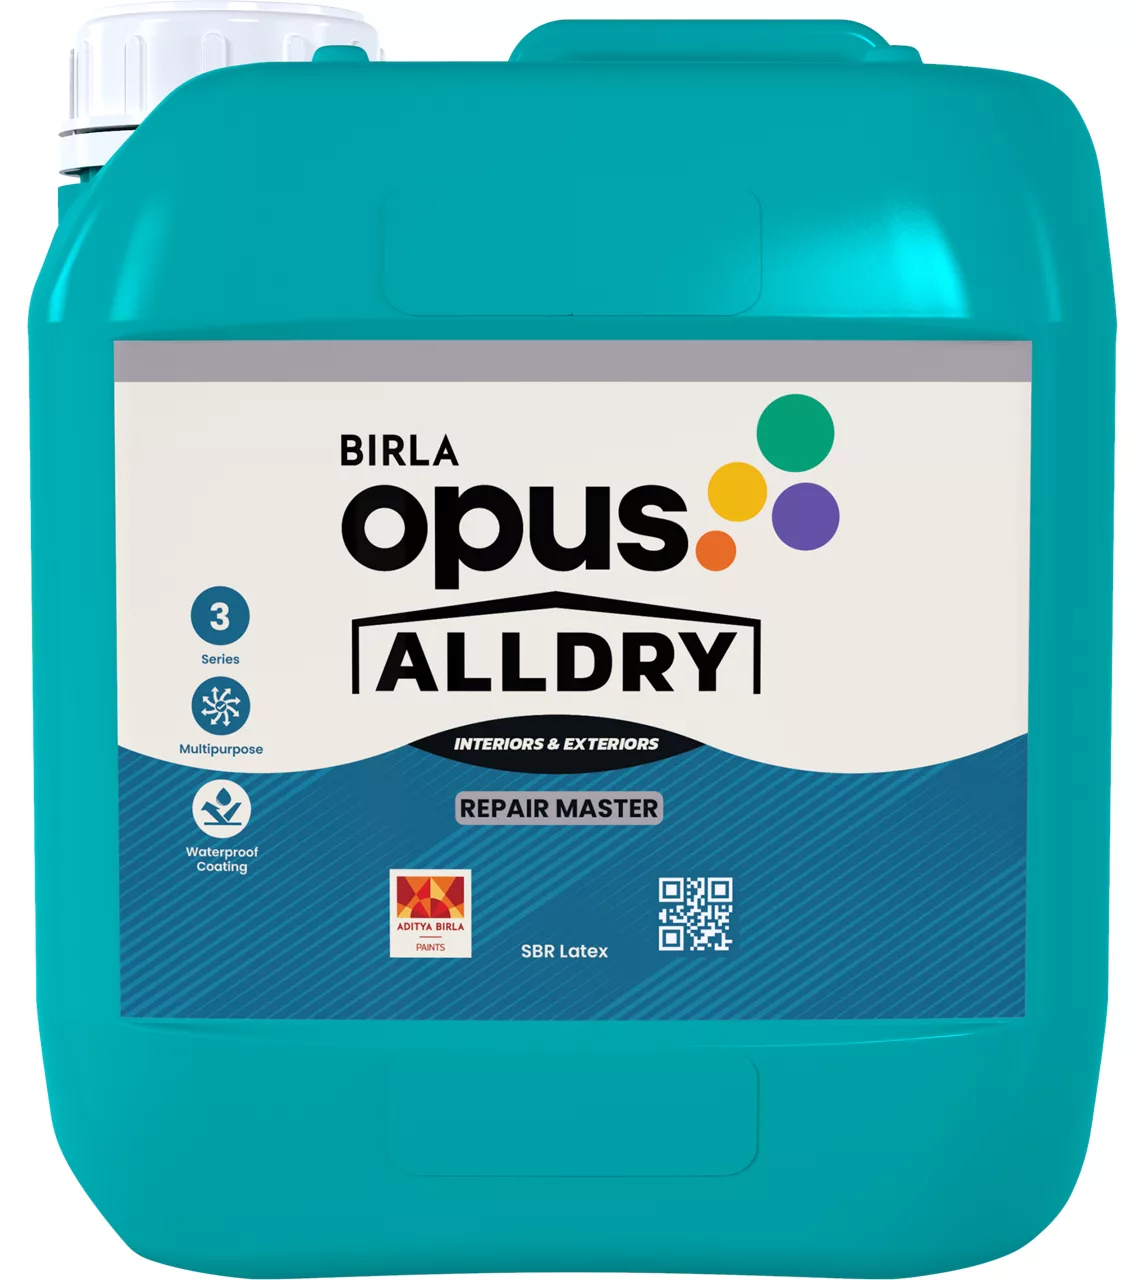 BIRLA
opus
ALLDRY
INTERIORS & EXTERIORS
REPAIR MASTER
3
Series
Multipurpose
Waterproof
Coating
ADITYA BIRLA
PAINTS
SBR Latex